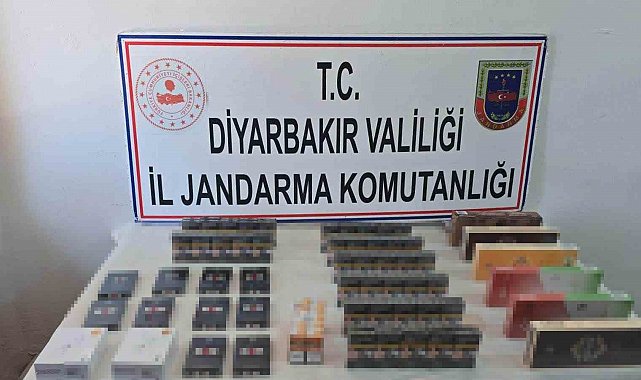 T.C.
DİYARBAKIR VALİLİĞİ
İL JANDARMA KOMUTANLIĞI